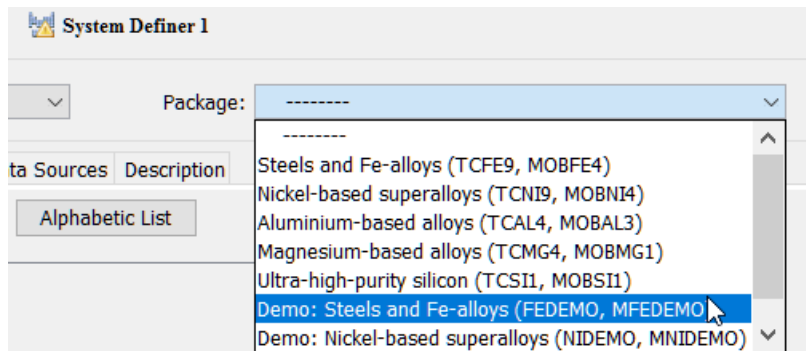 System Definer 1
Package: --------
--------
ta Sources Description
Steels and Fe-alloys (TCFE9, MOBFE4)
Nickel-based superalloys (TCNI9, MOBNI4)
Alphabetic List
Aluminium-based alloys (TCAL4, MOBAL3)
Magnesium-based alloys (TCMG4, MOBMG1)
Ultra-high-purity silicon (TCSI1, MOBSI1)
Demo: Steels and Fe-alloys (FEDEMO, MFEDEMO)
Demo: Nickel-based superalloys (NIDEMO, MNIDEMO)